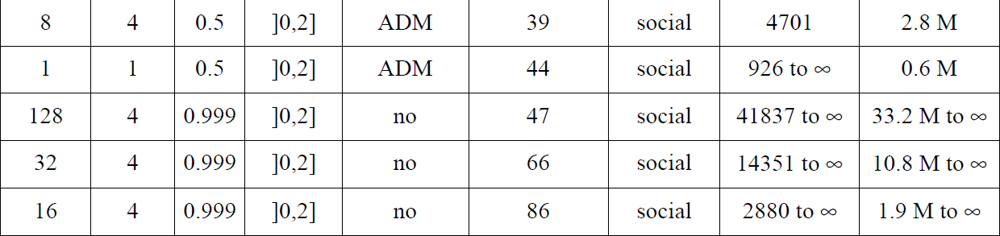 8 4 0.5 ]0,2] ADM 39 social 4701 2.8 M
1 1 0.5 ]0,2] ADM 44 social 926 to ∞ 0.6 M
128 4 0.999 ]0,2] no 47 social 41837 to ∞ 33.2 M to ∞
32 4 0.999 ]0,2] no 66 social 14351 to ∞ 10.8 M to ∞
16 4 0.999 ]0,2] no 86 social 2880 to ∞ 1.9 M to ∞